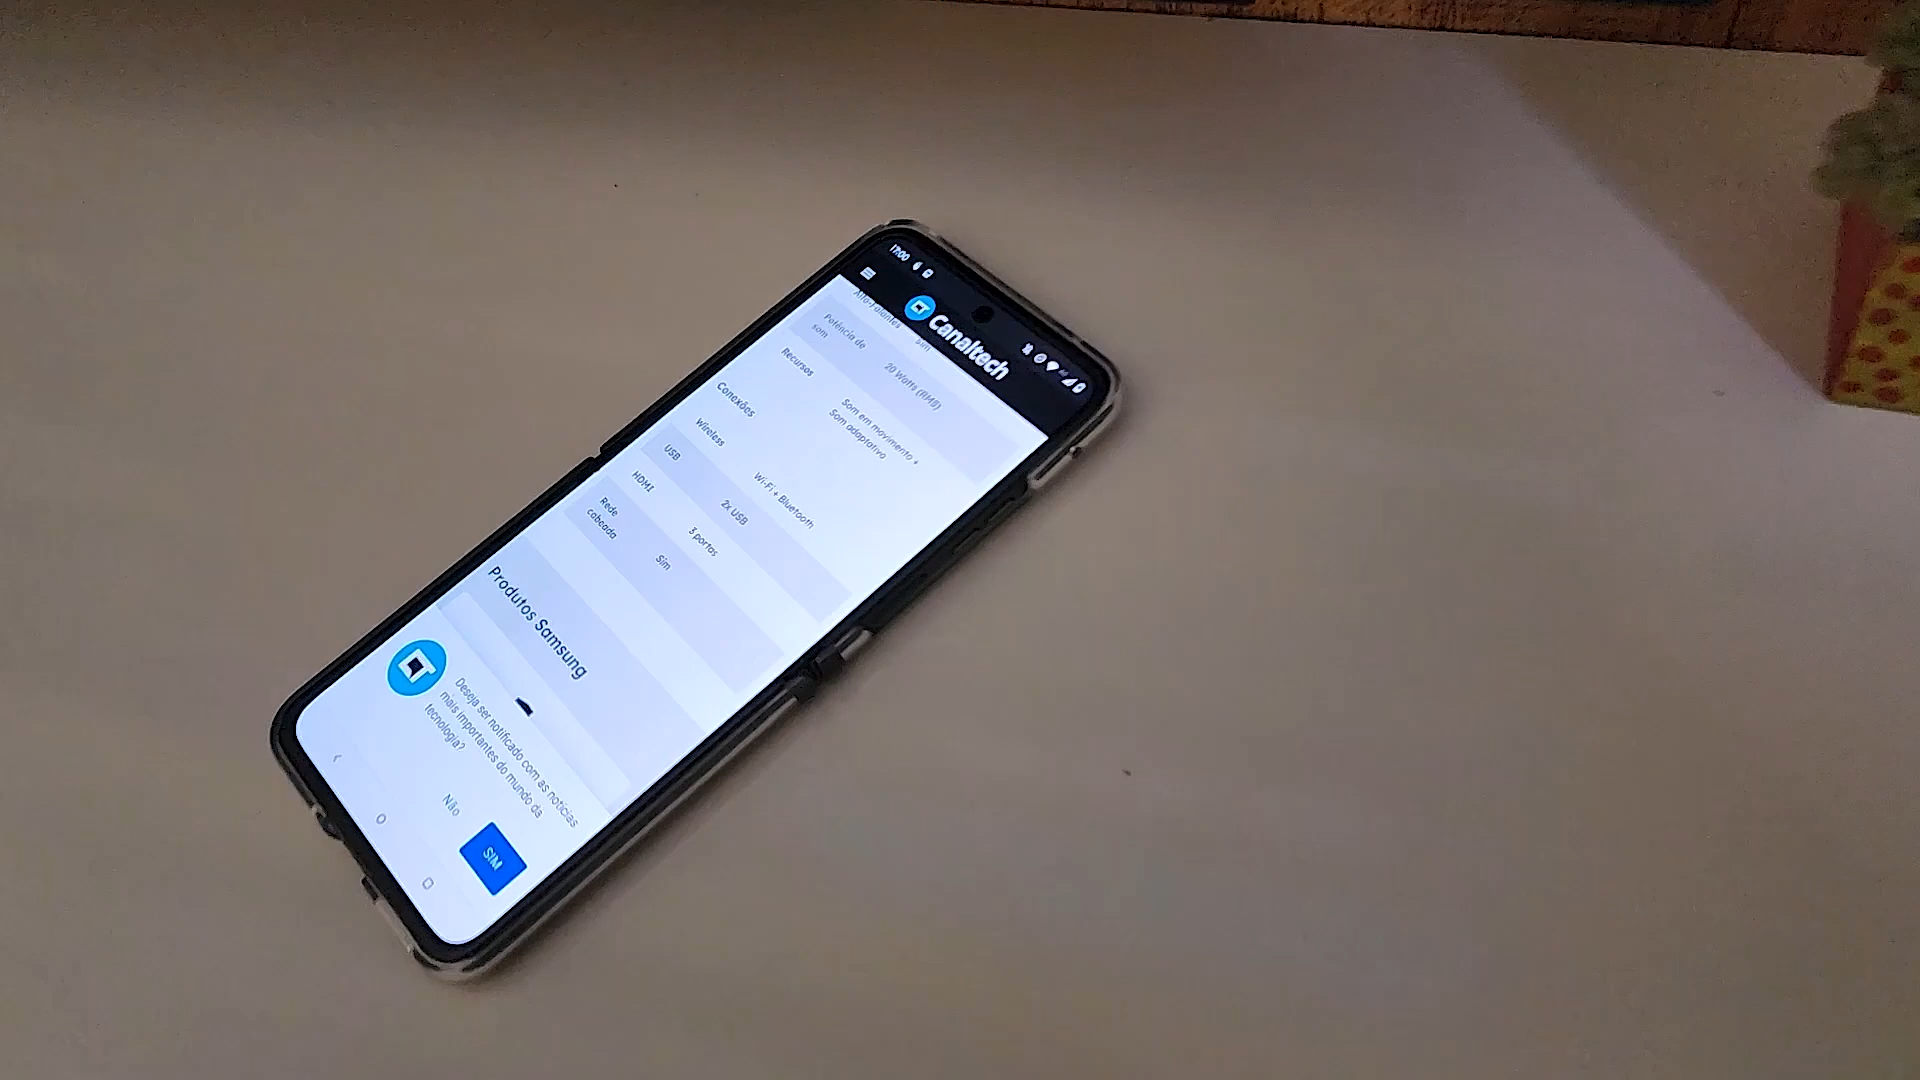 17:00
Canaltech
Alto-Falantes
Sim
Potência de
som
20 Watts (RMS)
Recursos
Som em movimento +
Som adaptativo
Conexões
Wireless
Wi-Fi + Bluetooth
USB
2x USB
HDMI
3 portas
Rede
cabeada
Sim
Produtos Samsung
Deseja ser notificado com as notícias
mais importantes do mundo da
tecnologia?
Não
SIM